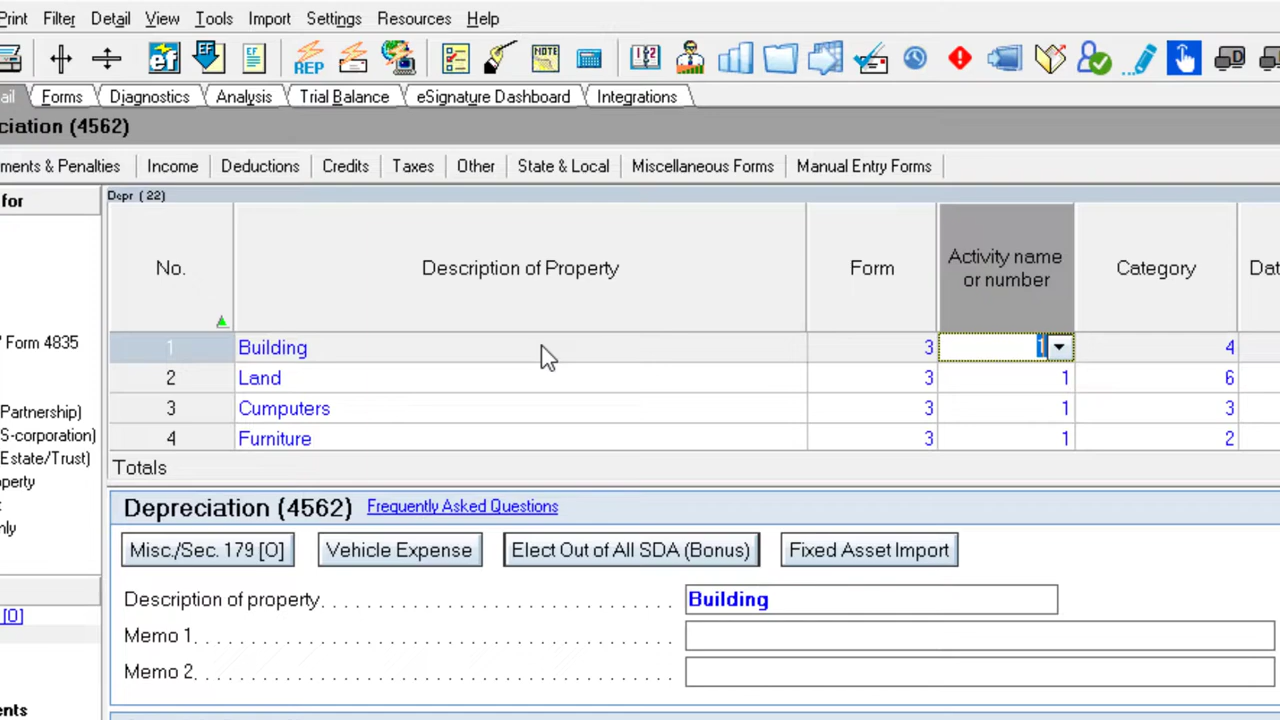 Print Filter Detail View Tools Import Settings Resources Help
ef EF REP NOTE D
ail Forms Diagnostics Analysis Trial Balance eSignature Dashboard Integrations
ciation (4562)
ments & Penalties Income Deductions Credits Taxes Other State & Local Miscellaneous Forms Manual Entry Forms
for
Depr ( 22)
No. Description of Property Form Activity name or number Category Dat
1 Building 3 1 4
2 Land 3 1 6
3 Cumputers 3 1 3
4 Furniture 3 1 2
Totals
' Form 4835
Partnership)
S-corporation)
Estate/Trust)
operty
nly
[O]
ents
Depreciation (4562) Frequently Asked Questions
Misc./Sec. 179 [O] Vehicle Expense Elect Out of All SDA (Bonus) Fixed Asset Import
Description of property Building
Memo 1
Memo 2